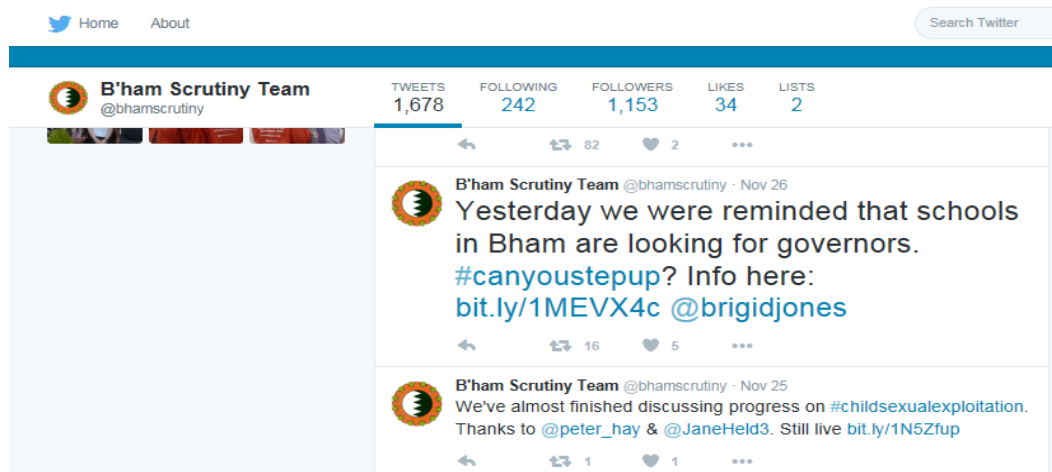 Home About Search Twitter
B'ham Scrutiny Team
@bhamscrutiny
TWEETS FOLLOWING FOLLOWERS LIKES LISTS
1,678 242 1,153 34 2
82 2
B'ham Scrutiny Team @bhamscrutiny · Nov 26
Yesterday we were reminded that schools
in Bham are looking for governors.
#canyoustepup? Info here:
bit.ly/1MEVX4c @brigidjones
16 5
B'ham Scrutiny Team @bhamscrutiny · Nov 25
We've almost finished discussing progress on #childsexualexploitation.
Thanks to @peter_hay & @JaneHeld3. Still live bit.ly/1N5Zfup
1 1